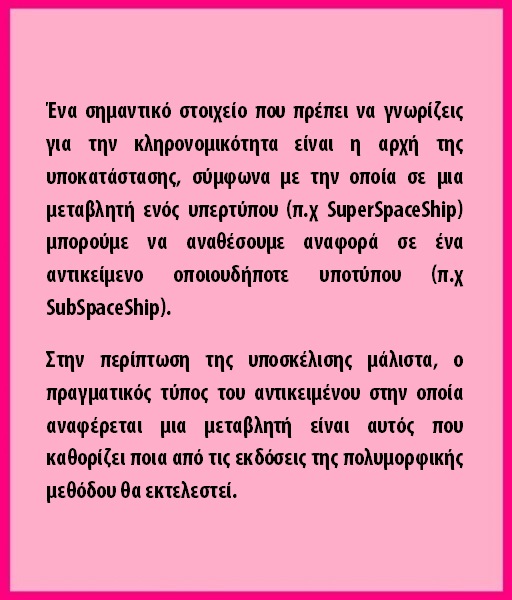 Ένα σημαντικό στοιχείο που πρέπει να γνωρίζεις
για την κληρονομικότητα είναι η αρχή της
υποκατάστασης, σύμφωνα με την οποία σε μια
μεταβλητή ενός υπερτύπου (π.χ SuperSpaceShip)
μπορούμε να αναθέσουμε αναφορά σε ένα
αντικείμενο οποιουδήποτε υποτύπου (π.χ
SubSpaceShip).
Στην περίπτωση της υποσκέλισης μάλιστα, ο
πραγματικός τύπος του αντικειμένου στην οποία
αναφέρεται μια μεταβλητή είναι αυτός που
καθορίζει ποια από τις εκδόσεις της πολυμορφικής
μεθόδου θα εκτελεστεί.